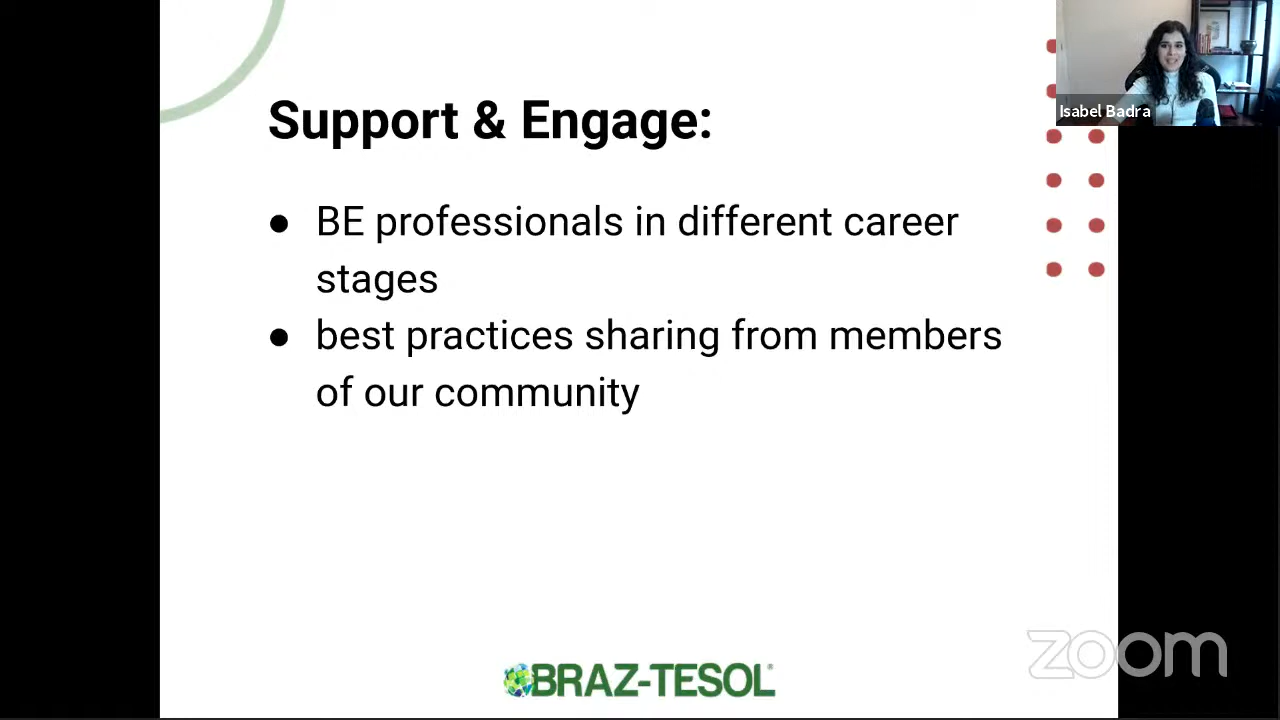 Isabel Badra
Support & Engage:
● BE professionals in different career
stages
● best practices sharing from members
of our community
zoom
BRAZ-TESOL®